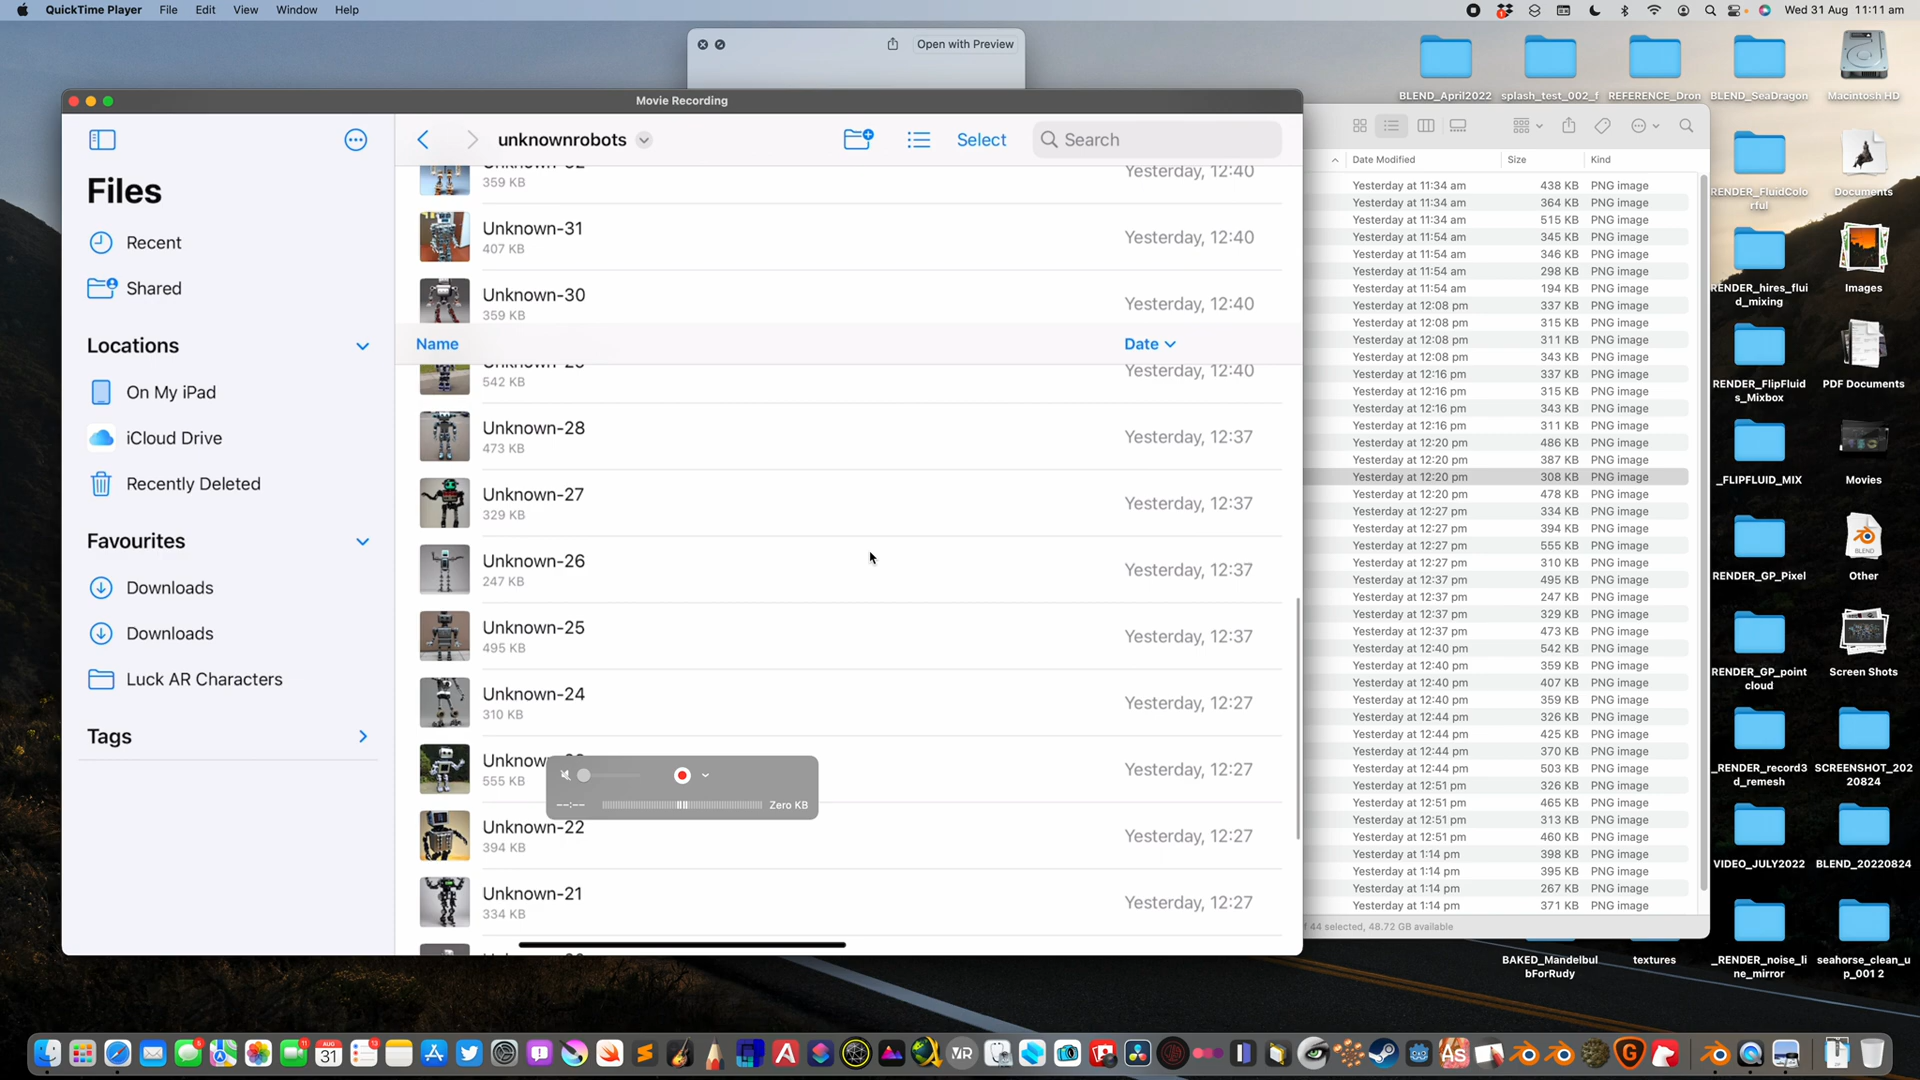 QuickTime Player File Edit View Window Help
Wed 31 Aug 11:11 am
Open with Preview
Movie Recording
unknownrobots
Select
Search
Files
Recent
Shared
Locations
On My iPad
iCloud Drive
Recently Deleted
Favourites
Downloads
Downloads
Luck AR Characters
Tags
359 KB
Yesterday, 12:40
Unknown-31
407 KB
Yesterday, 12:40
Unknown-30
359 KB
Yesterday, 12:40
Name Date
542 KB
Yesterday, 12:40
Unknown-28
473 KB
Yesterday, 12:37
Unknown-27
329 KB
Yesterday, 12:37
Unknown-26
247 KB
Yesterday, 12:37
Unknown-25
495 KB
Yesterday, 12:37
Unknown-24
310 KB
Yesterday, 12:27
555 KB
Yesterday, 12:27
Unknown-22
394 KB
Yesterday, 12:27
Unknown-21
334 KB
Yesterday, 12:27
--:--
Zero KB
Date Modified Size Kind
Yesterday at 11:34 am 438 KB PNG image
Yesterday at 11:34 am 364 KB PNG image
Yesterday at 11:34 am 515 KB PNG image
Yesterday at 11:54 am 345 KB PNG image
Yesterday at 11:54 am 346 KB PNG image
Yesterday at 11:54 am 298 KB PNG image
Yesterday at 11:54 am 194 KB PNG image
Yesterday at 12:08 pm 337 KB PNG image
Yesterday at 12:08 pm 315 KB PNG image
Yesterday at 12:08 pm 311 KB PNG image
Yesterday at 12:08 pm 343 KB PNG image
Yesterday at 12:16 pm 337 KB PNG image
Yesterday at 12:16 pm 315 KB PNG image
Yesterday at 12:16 pm 343 KB PNG image
Yesterday at 12:16 pm 311 KB PNG image
Yesterday at 12:20 pm 486 KB PNG image
Yesterday at 12:20 pm 387 KB PNG image
Yesterday at 12:20 pm 308 KB PNG image
Yesterday at 12:20 pm 478 KB PNG image
Yesterday at 12:27 pm 334 KB PNG image
Yesterday at 12:27 pm 394 KB PNG image
Yesterday at 12:27 pm 555 KB PNG image
Yesterday at 12:27 pm 310 KB PNG image
Yesterday at 12:37 pm 495 KB PNG image
Yesterday at 12:37 pm 247 KB PNG image
Yesterday at 12:37 pm 329 KB PNG image
Yesterday at 12:37 pm 473 KB PNG image
Yesterday at 12:40 pm 542 KB PNG image
Yesterday at 12:40 pm 359 KB PNG image
Yesterday at 12:40 pm 407 KB PNG image
Yesterday at 12:40 pm 359 KB PNG image
Yesterday at 12:44 pm 326 KB PNG image
Yesterday at 12:44 pm 425 KB PNG image
Yesterday at 12:44 pm 370 KB PNG image
Yesterday at 12:44 pm 503 KB PNG image
Yesterday at 12:51 pm 326 KB PNG image
Yesterday at 12:51 pm 465 KB PNG image
Yesterday at 12:51 pm 313 KB PNG image
Yesterday at 12:51 pm 460 KB PNG image
Yesterday at 1:14 pm 398 KB PNG image
Yesterday at 1:14 pm 395 KB PNG image
Yesterday at 1:14 pm 267 KB PNG image
Yesterday at 1:14 pm 371 KB PNG image
44 selected, 48.72 GB available
BLEND_April2022 splash_test_002_f REFERENCE_Dron BLEND_SeaDragon Macintosh HD
RENDER_FluidColo
rful
Documents
RENDER_hires_flui
d_mixing
Images
RENDER_FlipFluid
s_Mixbox
PDF Documents
_FLIPFLUID_MIX
Movies
RENDER_GP_Pixel
BLEND
Other
RENDER_GP_point
cloud
Screen Shots
_RENDER_record3
d_remesh
SCREENSHOT_202
20824
VIDEO_JULY2022
BLEND_20220824
BAKED_Mandelbul
bForRudy
textures
_RENDER_noise_li
ne_mirror
seahorse_clean_u
p_001 2
AUG
31
VR
As